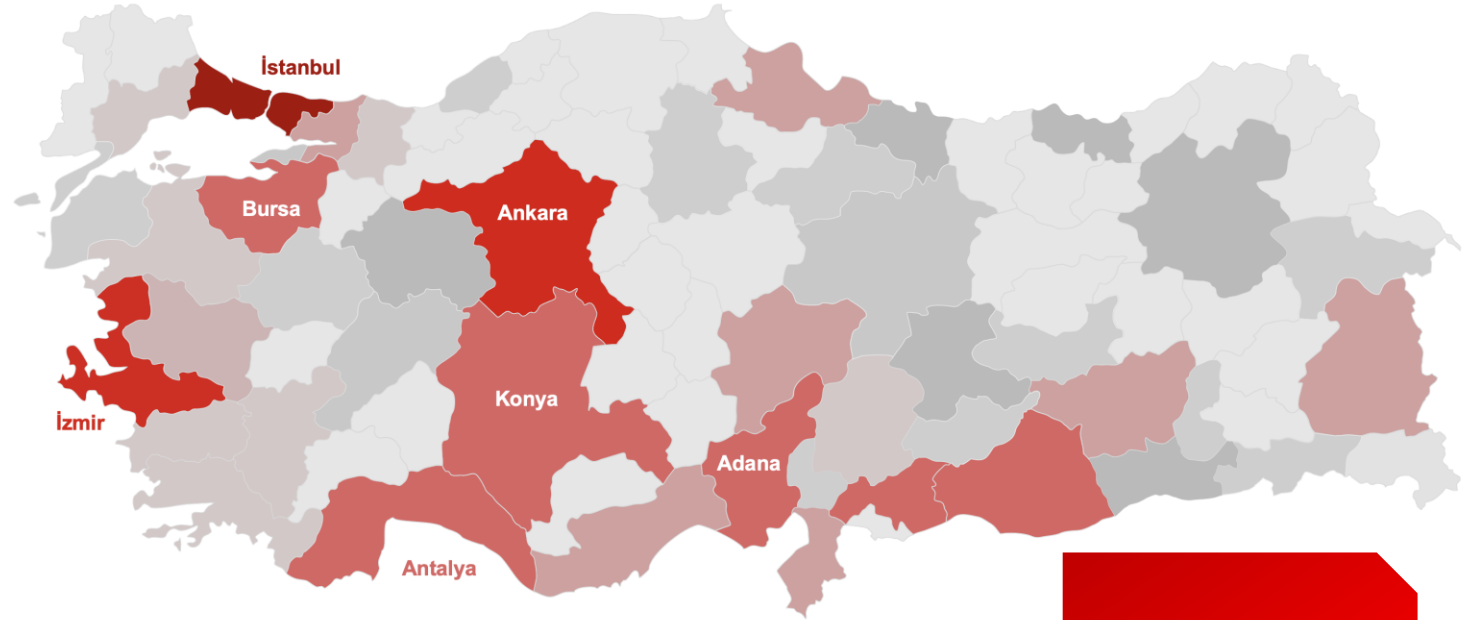 İstanbul
Bursa
Ankara
Konya
İzmir
Adana
Antalya